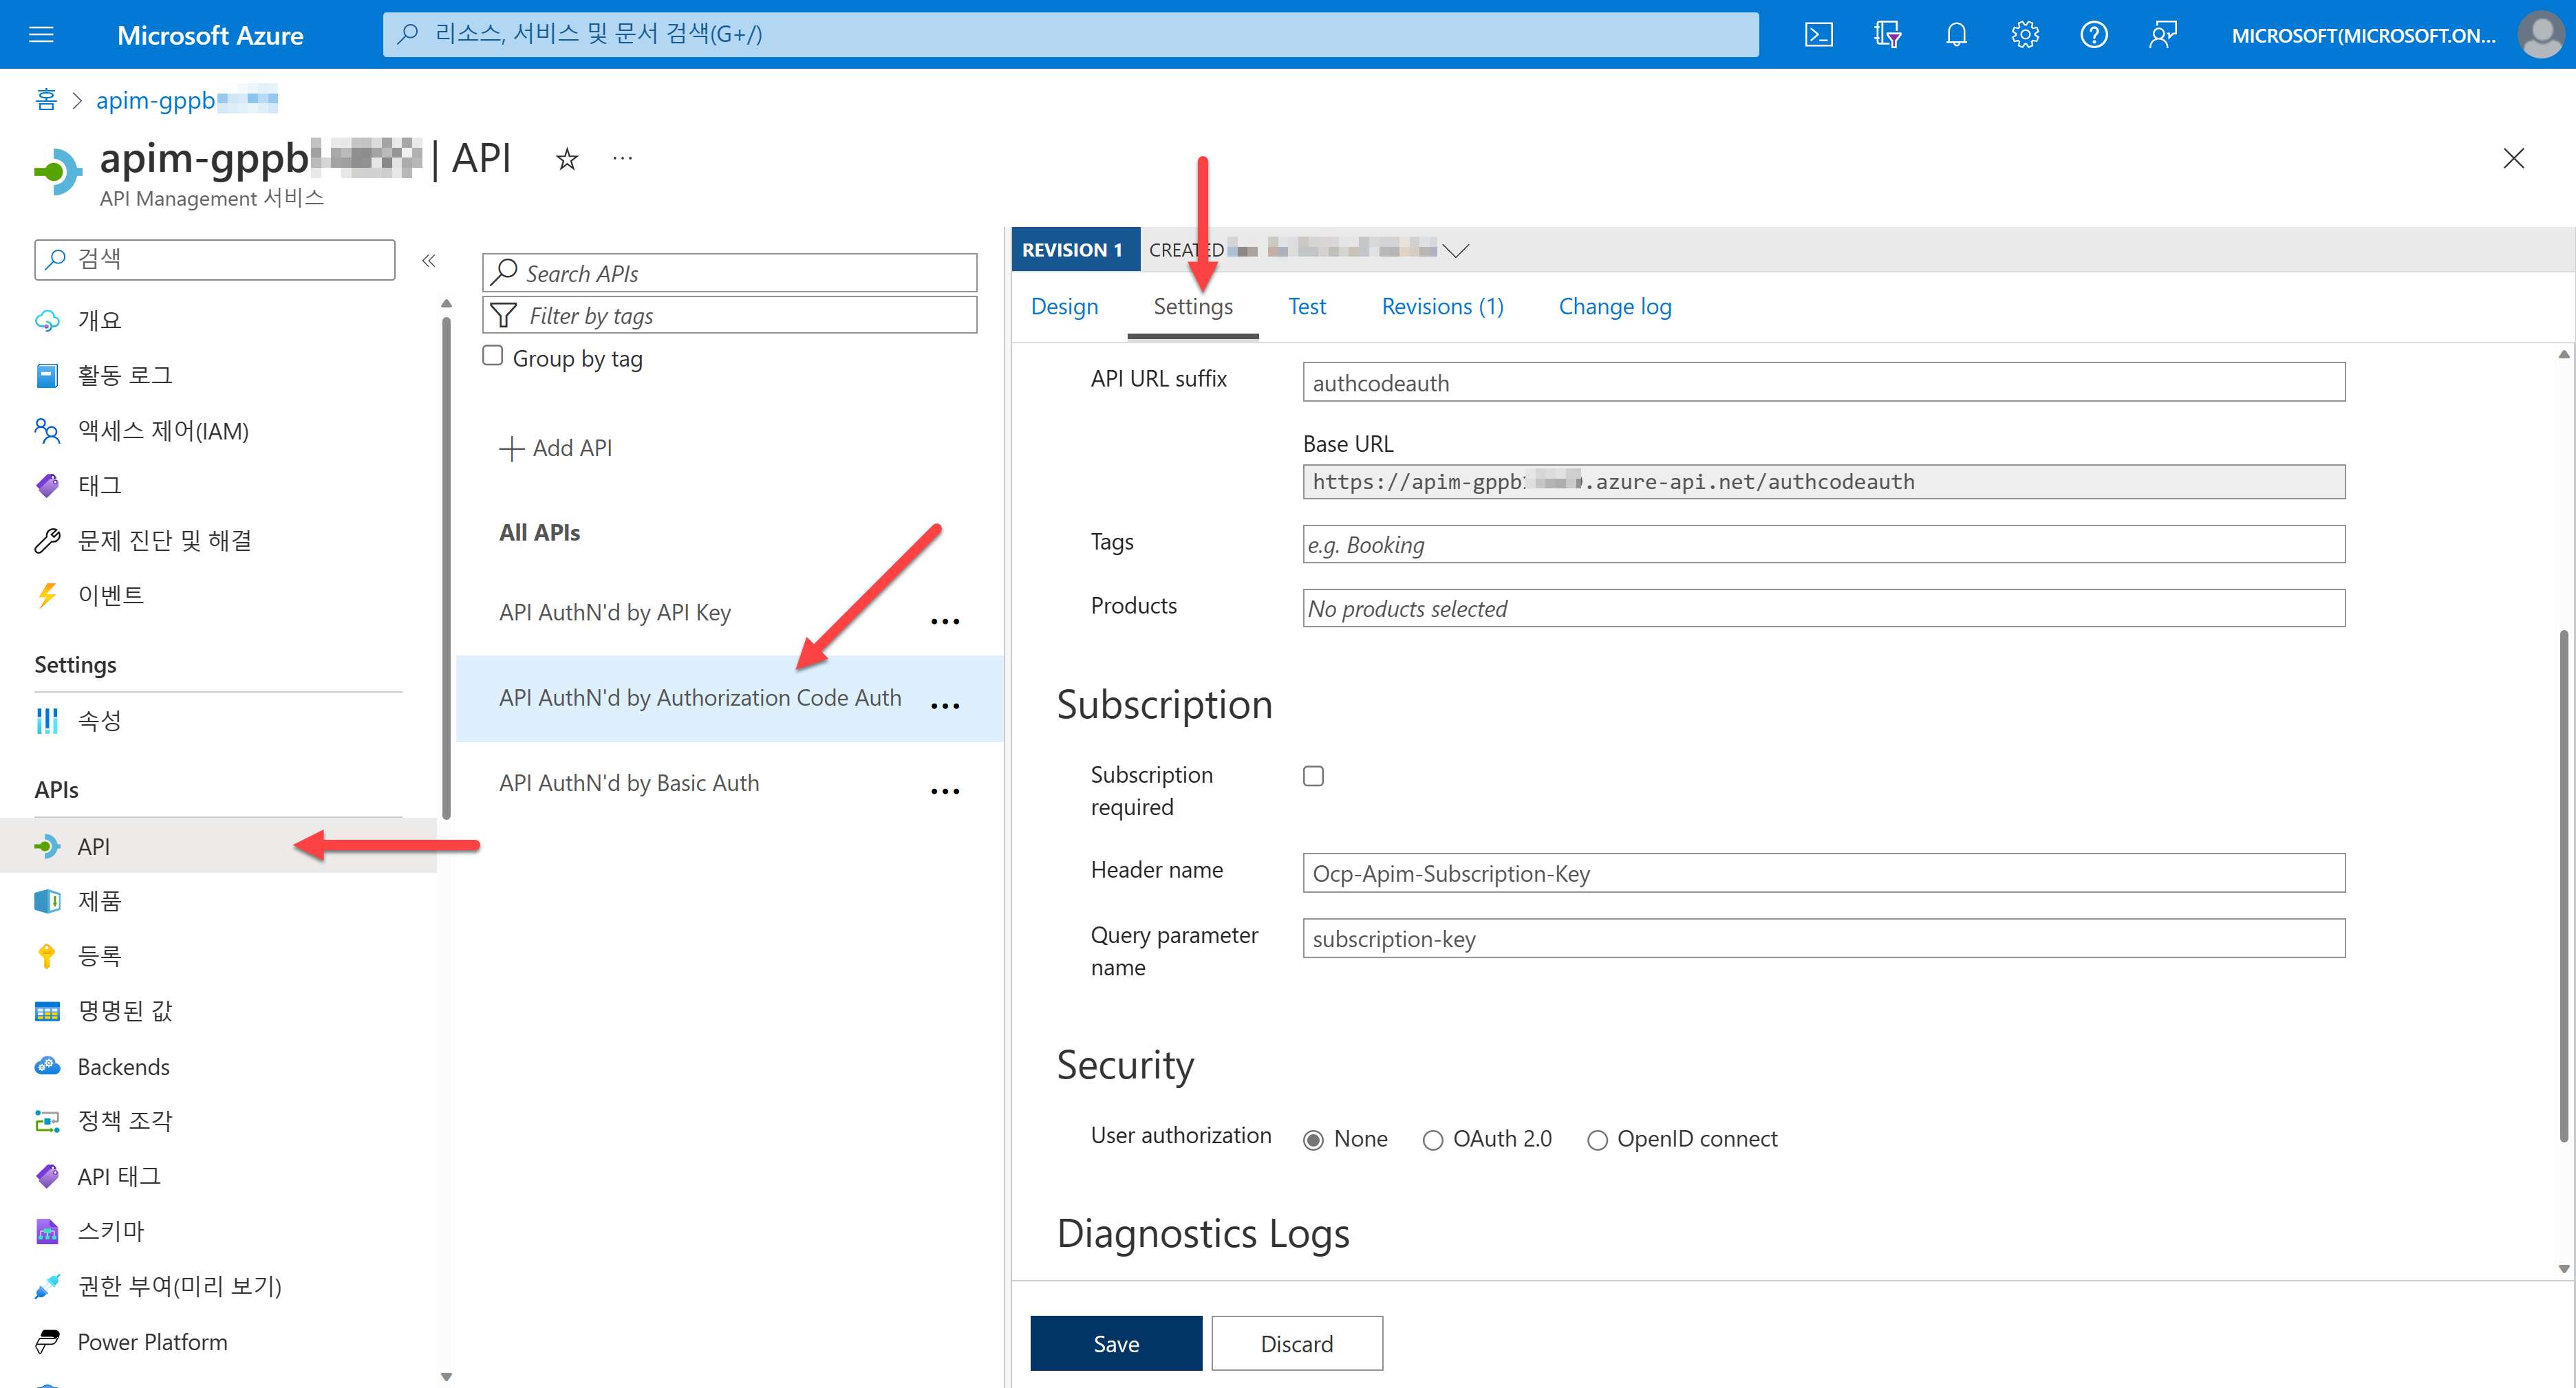 Microsoft Azure
리소스, 서비스 및 문서 검색(G+/)
MICROSOFT(MICROSOFT.ON...
홈 > apim-gppb
apim-gppb | API
API Management 서비스
검색
개요
활동 로그
액세스 제어(IAM)
태그
문제 진단 및 해결
이벤트
Settings
속성
APIs
API
제품
등록
명명된 값
Backends
정책 조각
API 태그
스키마
권한 부여(미리 보기)
Power Platform
Search APIs
Filter by tags
Group by tag
Add API
All APIs
API AuthN'd by API Key
API AuthN'd by Authorization Code Auth
API AuthN'd by Basic Auth
REVISION 1
CREATED
Design
Settings
Test
Revisions (1)
Change log
API URL suffix
authcodeauth
Base URL
https://apim-gppb .azure-api.net/authcodeauth
Tags
e.g. Booking
Products
No products selected
Subscription
Subscription
required
Header name
Ocp-Apim-Subscription-Key
Query parameter
name
subscription-key
Security
User authorization
None
OAuth 2.0
OpenID connect
Diagnostics Logs
Save
Discard